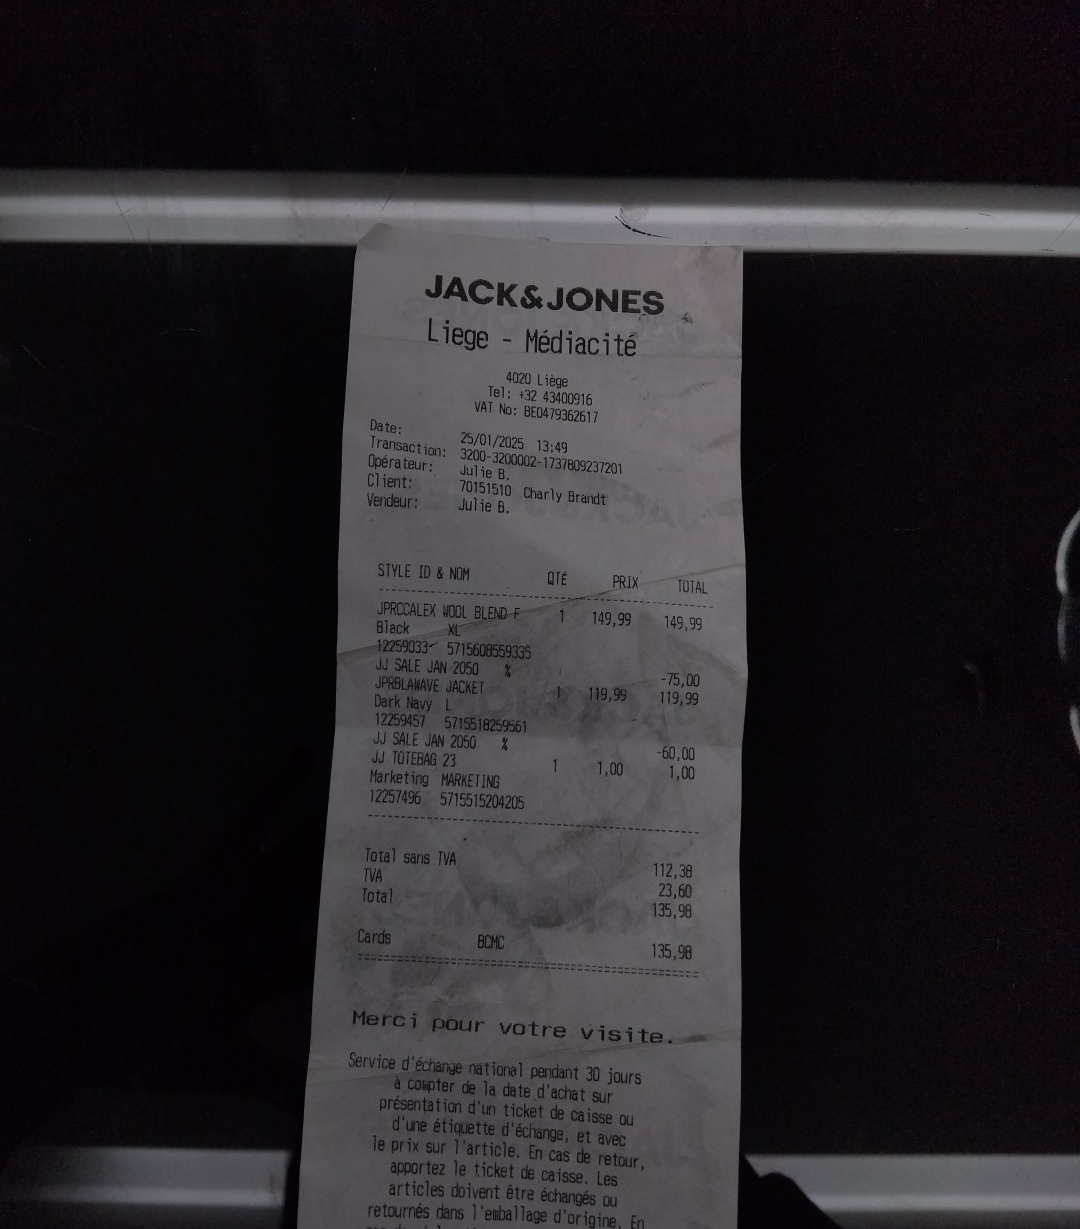 JACK&JONES
Liege - Médiacité
4020 Liège
Tel: +32 43400916
VAT No: BE0479362617
Date: 25/01/2025 13:49
Transaction: 3200-3200002-1737809237201
Opérateur: Julie B.
Client: 70151510 Charly Brandt
Vendeur: Julie B.
STYLE ID & NOM QTÉ PRIX TOTAL
JPRCCALEX WOOL BLEND F 1 149,99 149,99
Black XL
12259033 5715608559335
JJ SALE JAN 2050 % -75,00
JPRBLAWAVE JACKET 1 119,99 119,99
Dark Navy L
12259457 5715518259561
JJ SALE JAN 2050 % -60,00
JJ TOTEBAG 23 1 1,00 1,00
Marketing MARKETING
12257496 5715515204205
Total sans TVA 112,38
TVA 23,60
Total 135,98
Cards BCMC 135,98
Merci pour votre visite.
Service d'échange national pendant 30 jours
à compter de la date d'achat sur
présentation d'un ticket de caisse ou
d'une étiquette d'échange, et avec
le prix sur l'article. En cas de retour,
apportez le ticket de caisse. Les
articles doivent être échangés ou
retournés dans l'emballage d'origine. En